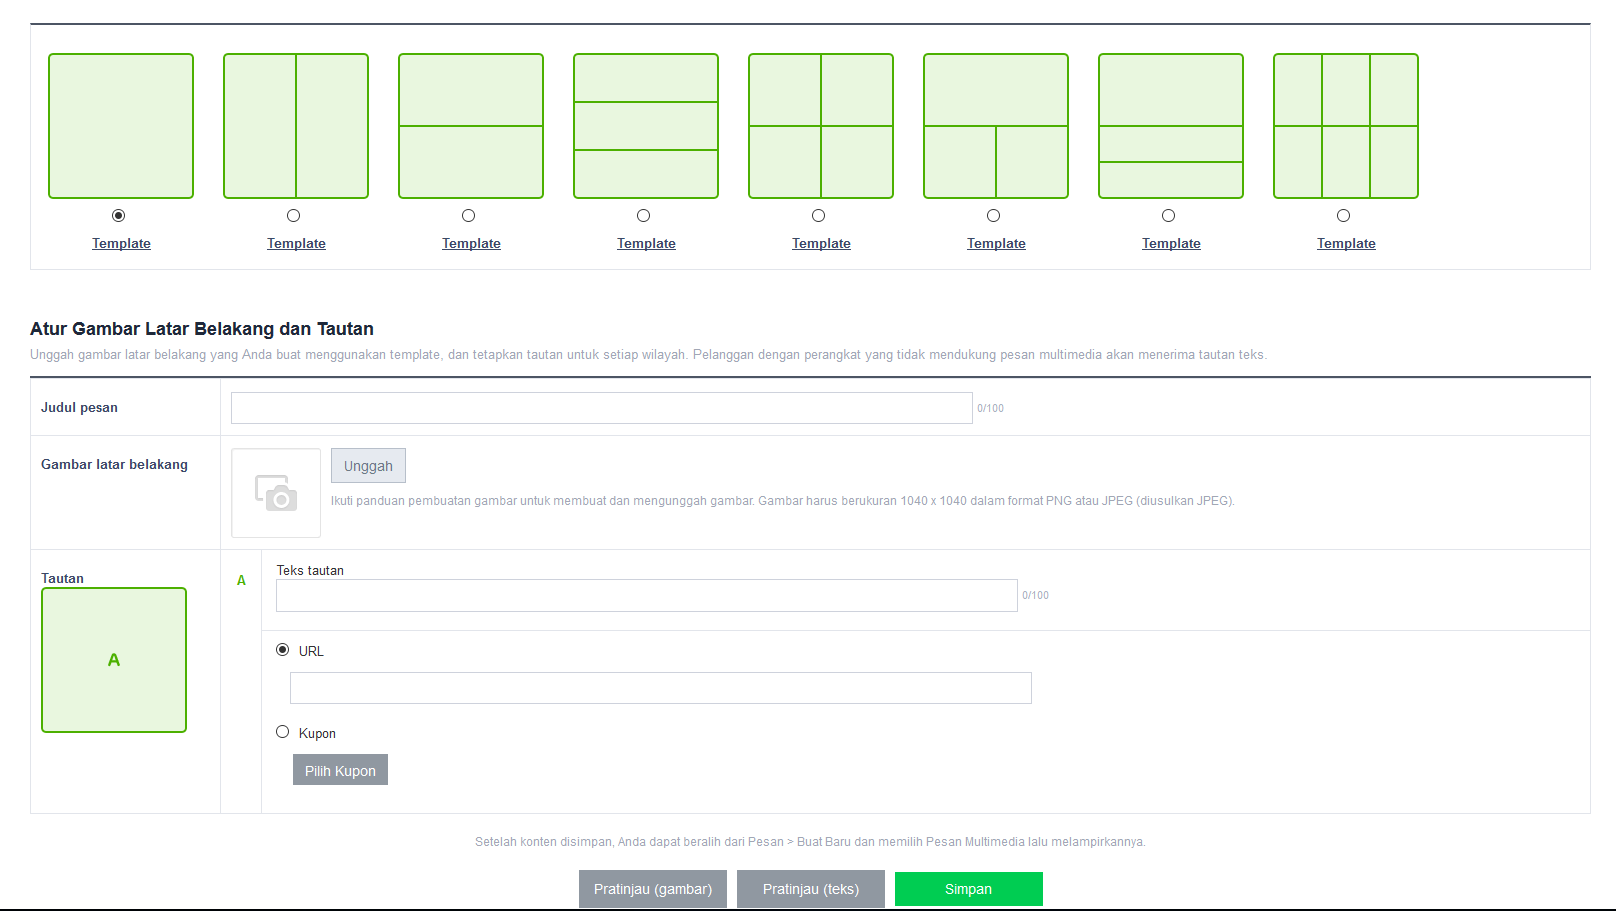 Template Template Template Template Template Template Template Template
Atur Gambar Latar Belakang dan Tautan
Unggah gambar latar belakang yang Anda buat menggunakan template, dan tetapkan tautan untuk setiap wilayah. Pelanggan dengan perangkat yang tidak mendukung pesan multimedia akan menerima tautan teks.
Judul pesan
0/100
Gambar latar belakang
Unggah
Ikuti panduan pembuatan gambar untuk membuat dan mengunggah gambar. Gambar harus berukuran 1040 x 1040 dalam format PNG atau JPEG (diusulkan JPEG).
Tautan
A
A
Teks tautan
0/100
URL
Kupon
Pilih Kupon
Setelah konten disimpan, Anda dapat beralih dari Pesan > Buat Baru dan memilih Pesan Multimedia lalu melampirkannya.
Pratinjau (gambar) Pratinjau (teks) Simpan